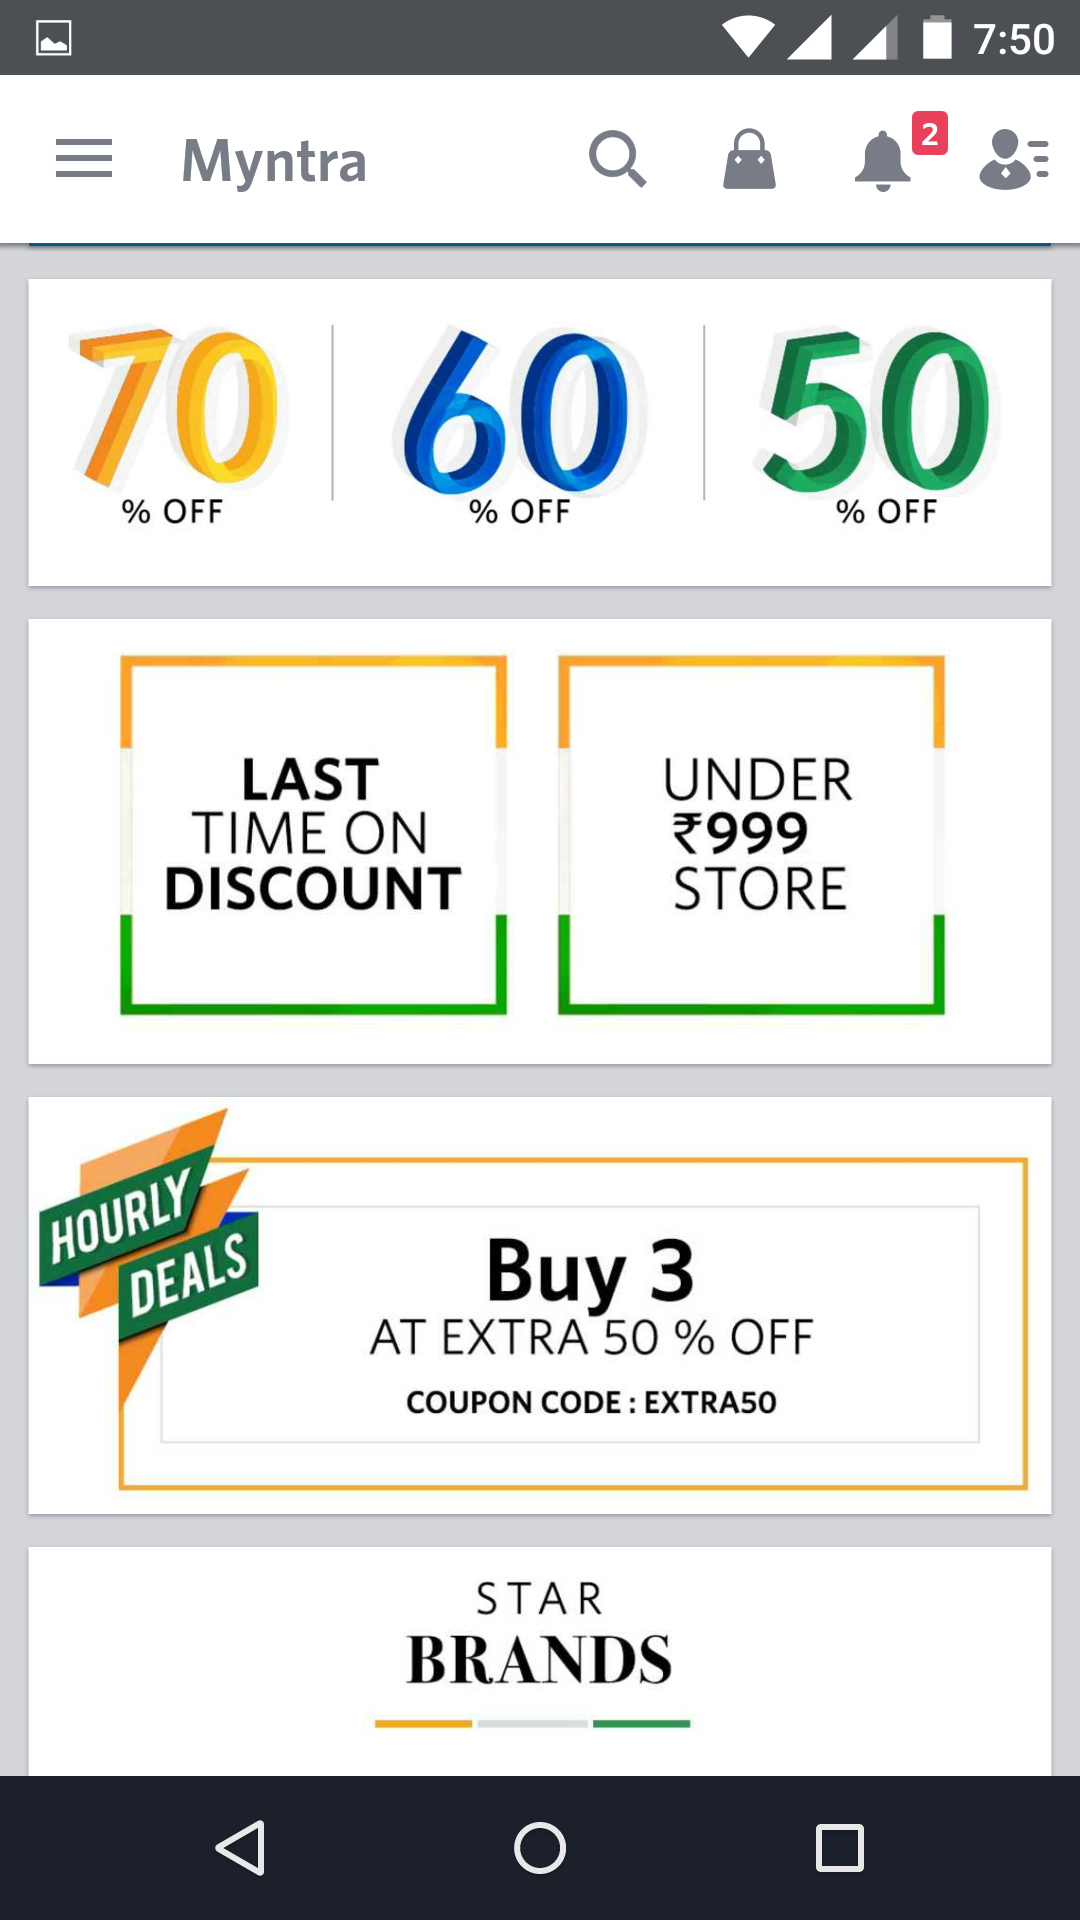 7:50
Myntra
2
70 60 50
% OFF % OFF % OFF
LAST
TIME ON
DISCOUNT
UNDER
₹999
STORE
HOURLY
DEALS
Buy 3
AT EXTRA 50 % OFF
COUPON CODE : EXTRA50
STAR
BRANDS